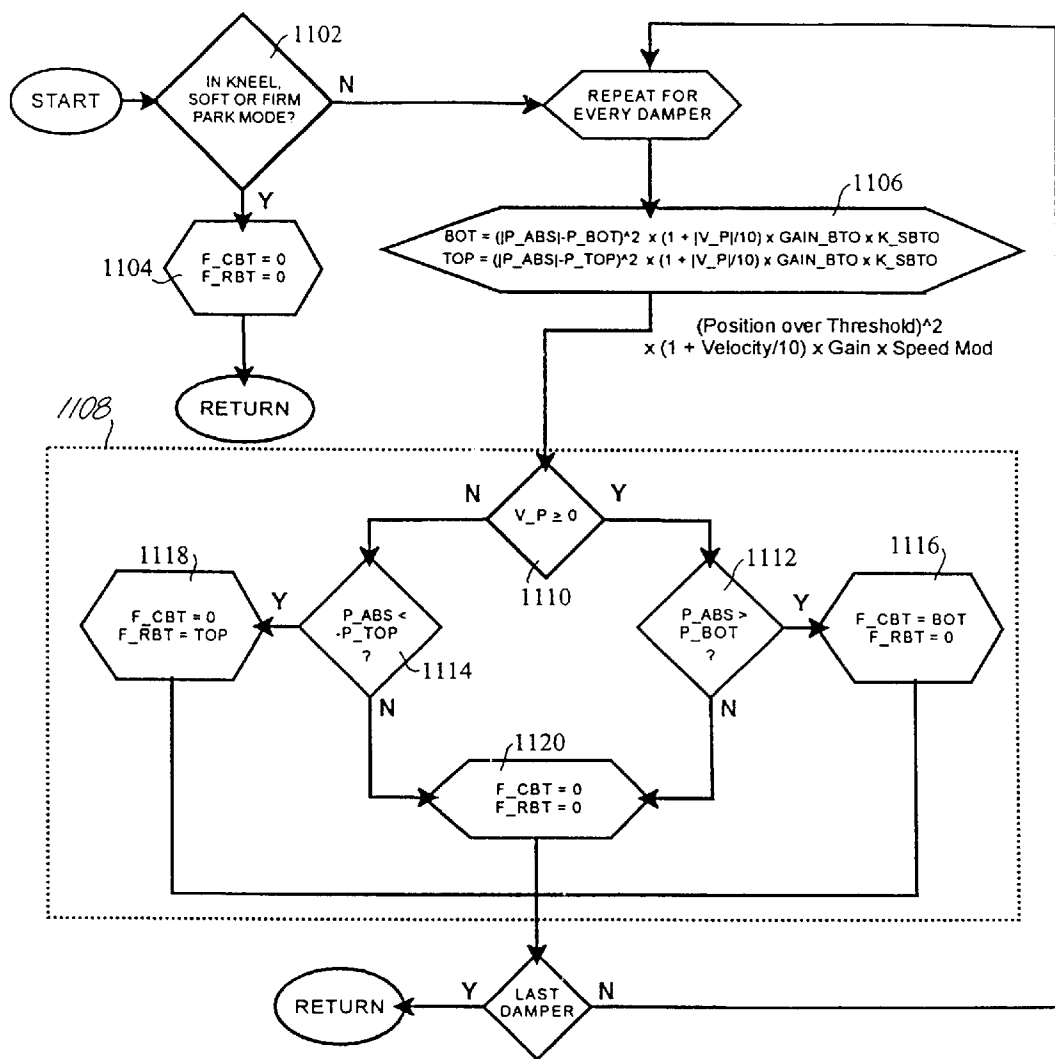 1102
START
IN KNEEL,
SOFT OR FIRM
PARK MODE?
N
REPEAT FOR
EVERY DAMPER
Y
1104
F_CBT = 0
F_RBT = 0
RETURN
1106
BOT = (|P_ABS|-P_BOT)^2 x (1 + |V_P|/10) x GAIN_BTO x K_SBTO
TOP = (|P_ABS|-P_TOP)^2 x (1 + |V_P|/10) x GAIN_BTO x K_SBTO
(Position over Threshold)^2
x (1 + Velocity/10) x Gain x Speed Mod
1108
N
V_P ≥ 0
Y
1110
1118
F_CBT = 0
F_RBT = TOP
Y
P_ABS <
-P_TOP
?
1114
N
1112
P_ABS >
P_BOT
?
Y
N
1116
F_CBT = BOT
F_RBT = 0
1120
F_CBT = 0
F_RBT = 0
RETURN
Y
LAST
DAMPER
N